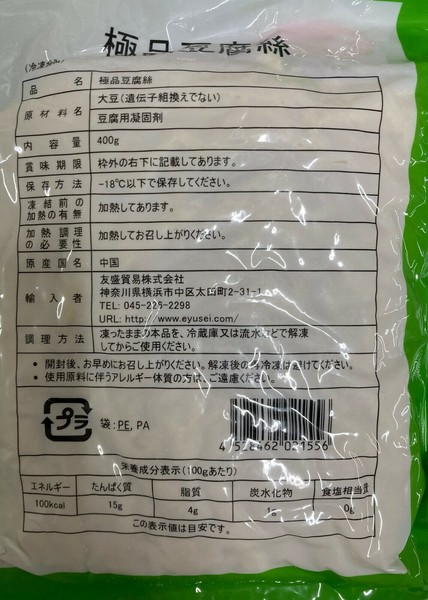 極品豆腐絲
品 名 極品豆腐絲
原材料名 大豆（遺伝子組換えでない）
豆腐用凝固剤
内容量 400g
賞味期限 枠外の右下に記載してあります。
保存方法 -18℃以下で保存してください。
凍結前の
加熱の有無 加熱してあります。
加熱調理
の必要性 加熱してお召し上がりください。
原産国名 中国
輸入者 友盛貿易株式会社
神奈川県横浜市中区太田町2-31-1
TEL: 045-225-2298
URL: http://www.eyusei.com/
調理方法 凍ったままの本品を、冷蔵庫又は流水などで解凍
してからご使用ください。
• 開封後、お早めにお召し上がりください。解凍後の再冷凍は避けてください。
• 使用原料に伴うアレルギー体質の方は、ご遠慮ください。
プラ 袋: PE, PA
栄養成分表示（100gあたり）
エネルギー たんぱく質 脂質 炭水化物 食塩相当量
100kcal 15g 4g 0g
この表示値は目安です。